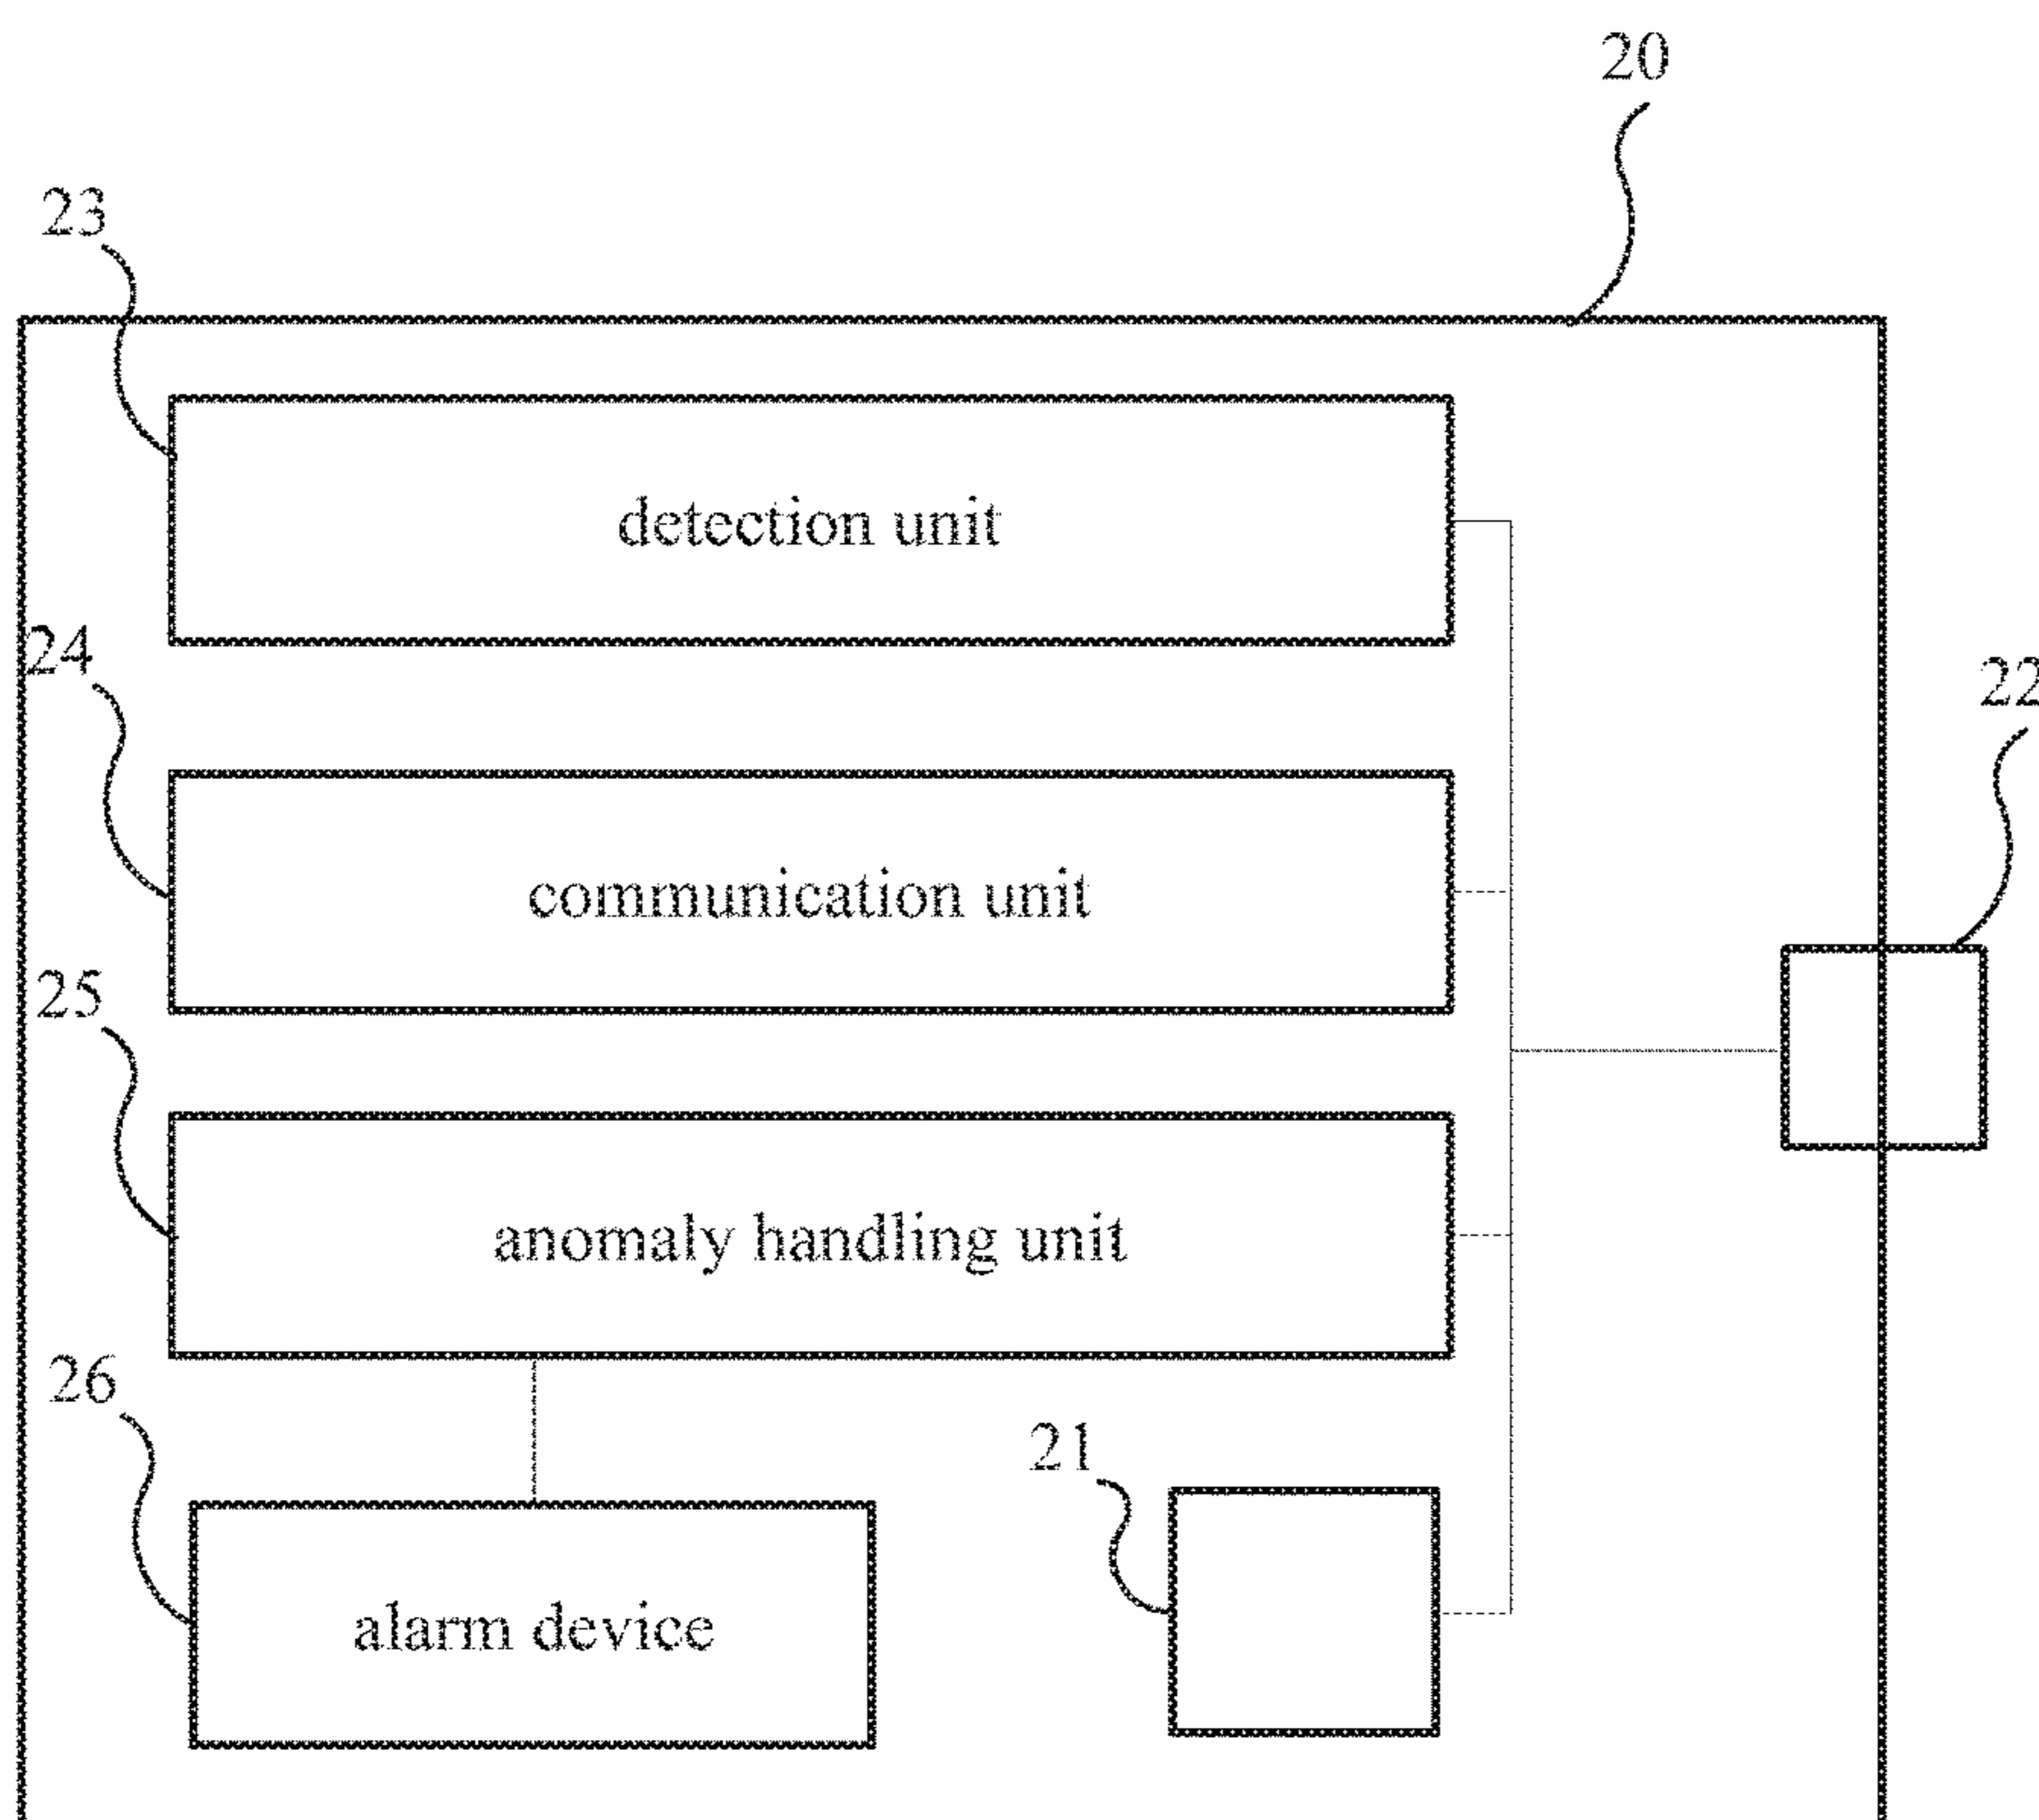 20
23
detection unit
24
22
communication unit
25
anomaly handling unit
26
21
alarm device